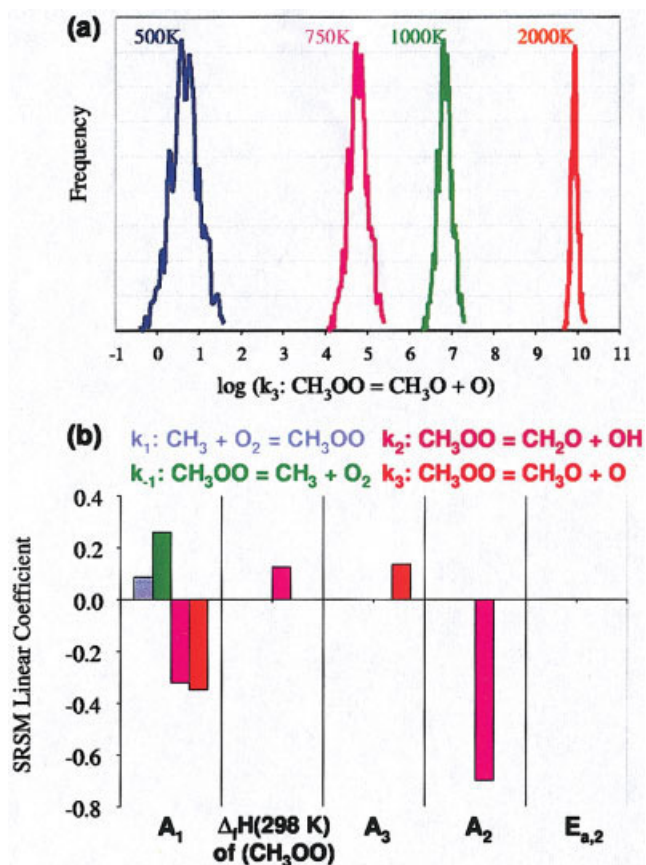 (a)
500K 750K 1000K 2000K
Frequency
-1 0 1 2 3 4 5 6 7 8 9 10 11
log (k3: CH3OO = CH3O + O)
(b)
k1: CH3 + O2 = CH3OO k2: CH3OO = CH2O + OH
k-1: CH3OO = CH3 + O2 k3: CH3OO = CH3O + O
SRSM Linear Coefficient
0.4
0.2
0.0
-0.2
-0.4
-0.6
-0.8
A1 ΔfH(298 K) A3 A2 Ea,2
of (CH3OO)